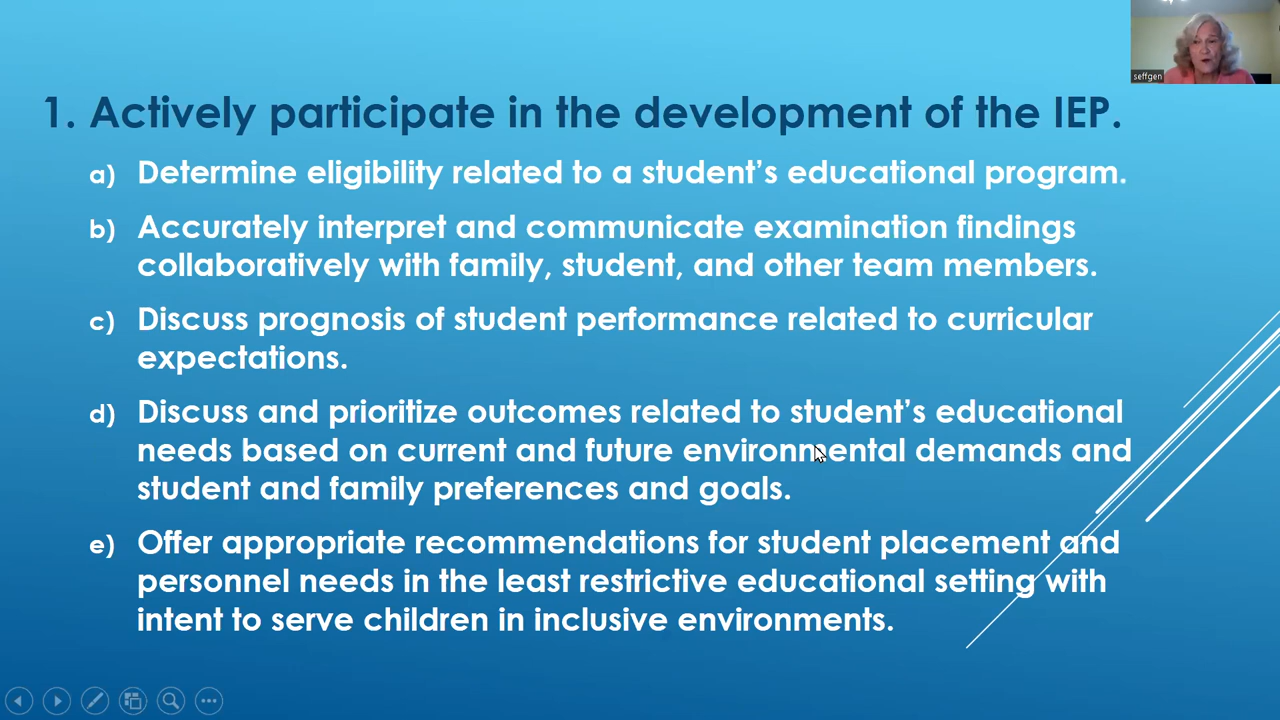 seffgen
1. Actively participate in the development of the IEP.
a) Determine eligibility related to a student’s educational program.
b) Accurately interpret and communicate examination findings
collaboratively with family, student, and other team members.
c) Discuss prognosis of student performance related to curricular
expectations.
d) Discuss and prioritize outcomes related to student’s educational
needs based on current and future environmental demands and
student and family preferences and goals.
e) Offer appropriate recommendations for student placement and
personnel needs in the least restrictive educational setting with
intent to serve children in inclusive environments.